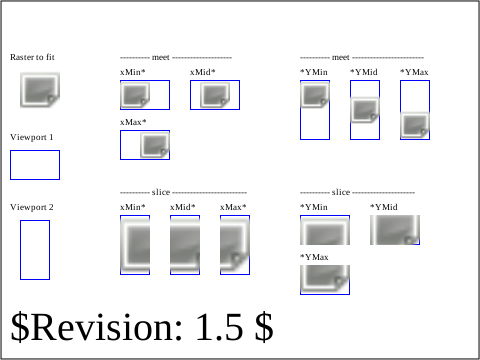 Raster to fit
Viewport 1
Viewport 2
---------- meet --------------------
xMin*
xMid*
xMax*
---------- meet ------------------------
*YMin
*YMid
*YMax
---------- slice -------------------------
xMin*
xMid*
xMax*
---------- slice ---------------------
*YMin
*YMid
*YMax
$Revision: 1.5 $